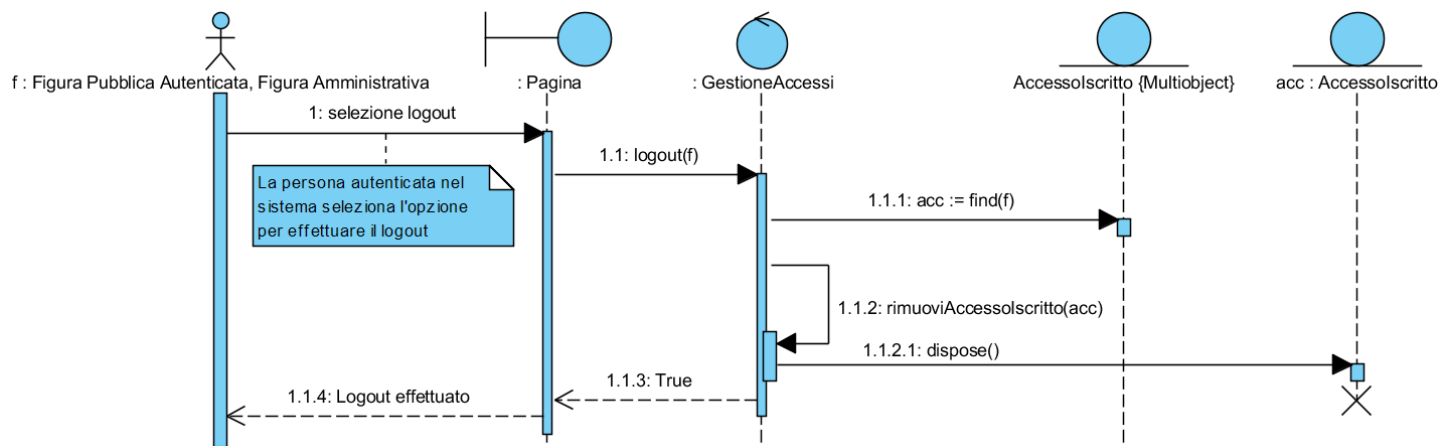 f : Figura Pubblica Autenticata, Figura Amministrativa
: Pagina
: GestioneAccessi
AccessoIscritto {Multiobject}
acc : AccessoIscritto
1: selezione logout
La persona autenticata nel
sistema seleziona l'opzione
per effettuare il logout
1.1: logout(f)
1.1.1: acc := find(f)
1.1.2: rimuoviAccessoIscritto(acc)
1.1.2.1: dispose()
1.1.3: True
1.1.4: Logout effettuato